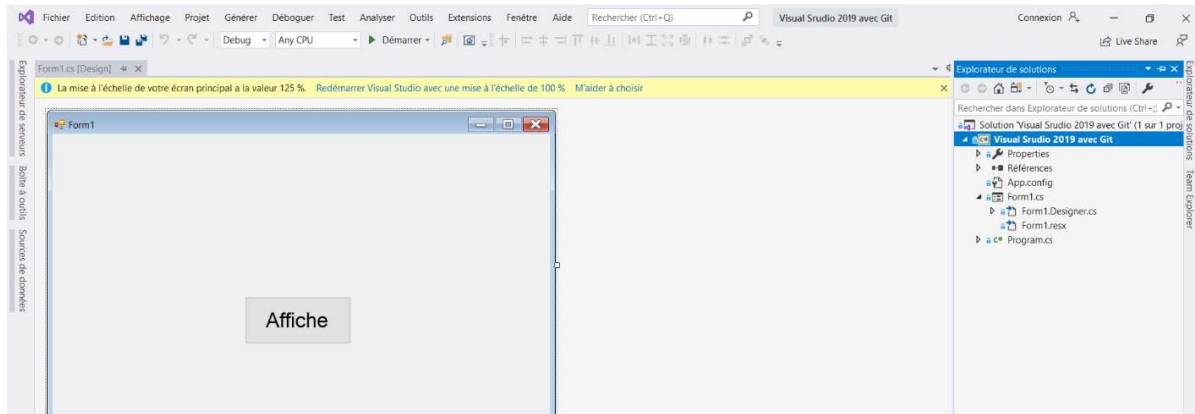 Fichier Edition Affichage Projet Générer Déboguer Test Analyser Outils Extensions Fenêtre Aide Rechercher (Ctrl+Q) Visual Srudio 2019 avec Git Connexion
Debug Any CPU Démarrer Live Share
Form1.cs [Design]
La mise à l'échelle de votre écran principal a la valeur 125 %. Redémarrer Visual Studio avec une mise à l'échelle de 100 % M'aider à choisir
Explorateur de serveurs
Boîte à outils
Sources de données
Form1
Affiche
Explorateur de solutions
Rechercher dans Explorateur de solutions (Ctrl+;
Solution 'Visual Srudio 2019 avec Git' (1 sur 1 proj
Visual Srudio 2019 avec Git
Properties
Références
App.config
Form1.cs
Form1.Designer.cs
Form1.resx
Program.cs
Explorateur de solutions
Team Explorer